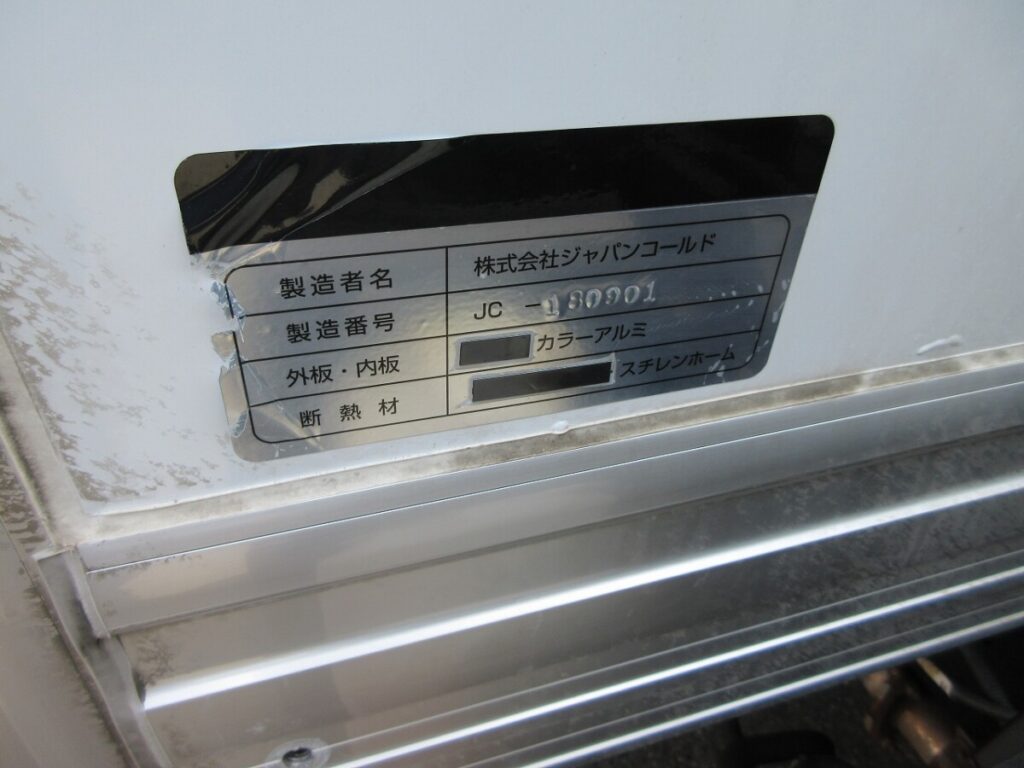 製造者名 株式会社ジャパンコールド
製造番号 JC -180901
外板・内板 カラーアルミ
断熱材 スチレンホーム